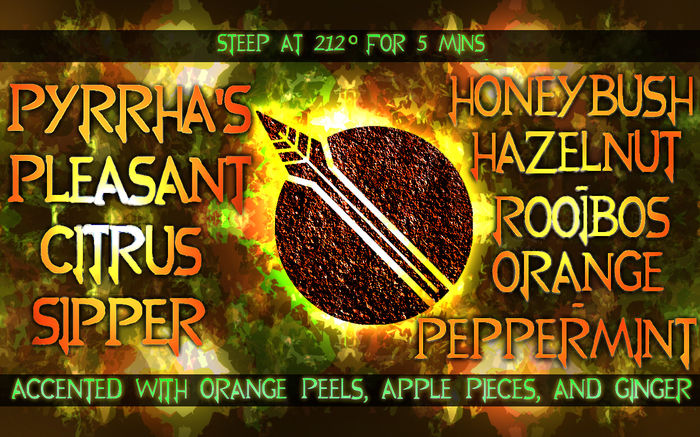 STEEP AT 212° FOR 5 MINS
PYRRHA'S
PLEASANT
CITRUS
SIPPER
HONEYBUSH
HAZELNUT
-
ROOIBOS
ORANGE
-
PEPPERMINT
ACCENTED WITH ORANGE PEELS, APPLE PIECES, AND GINGER